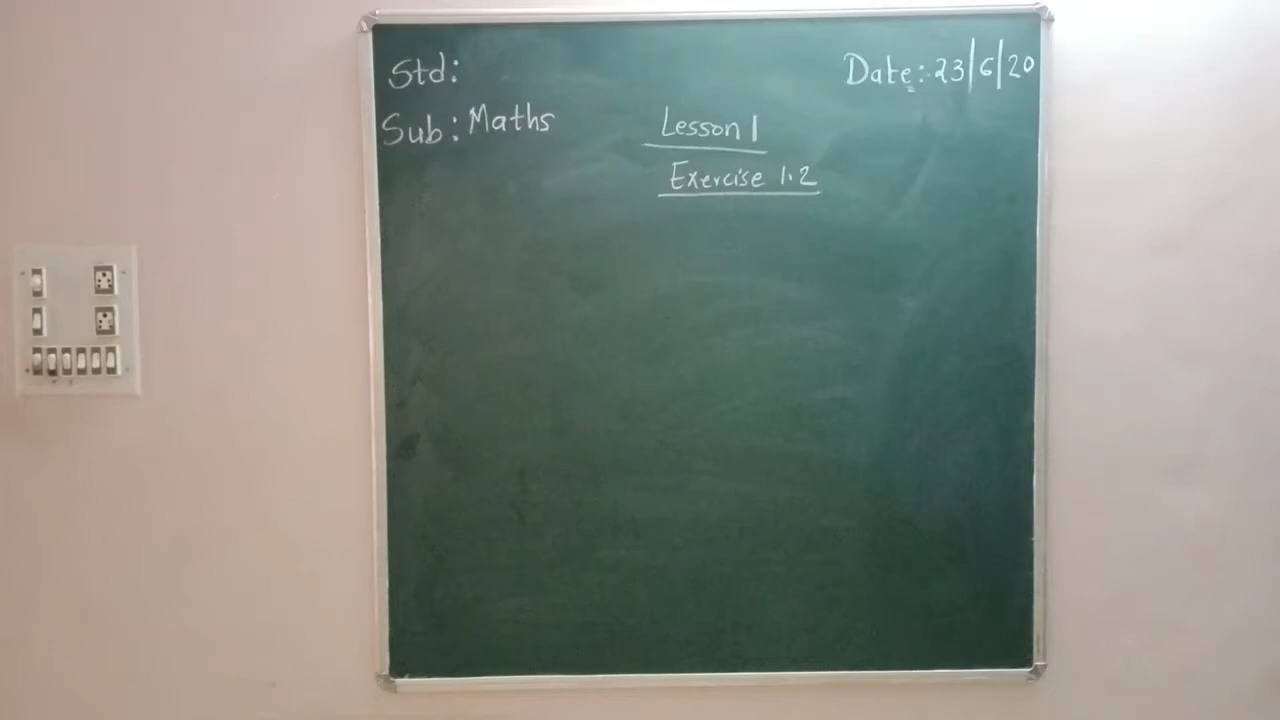 Std:
Date: 23/6/20
Sub: Maths
Lesson 1
Exercise 1.2